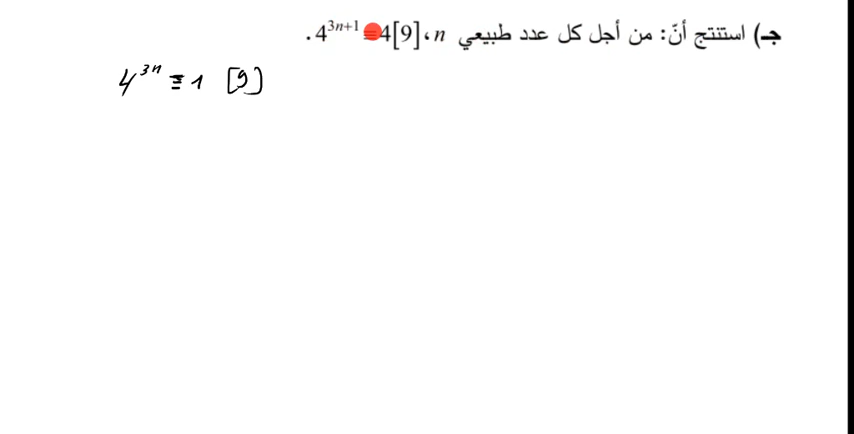 جـ) استنتج أنّ: من أجل كل عدد طبيعي n، 4^{3n+1} ≡ 4[9].
4^{3n} ≡ 1 [9]